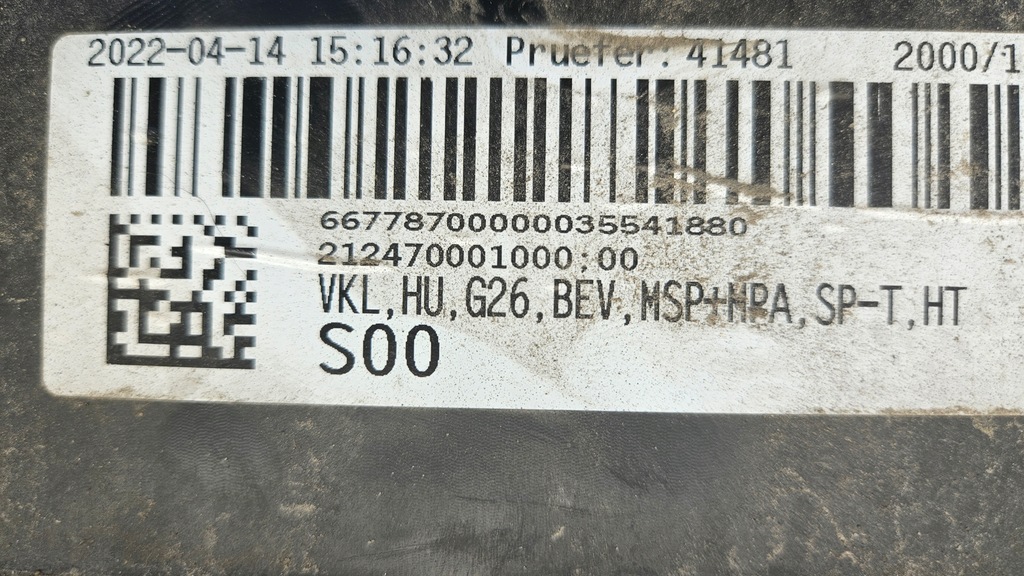 2022-04-14 15:16:32 Pruefer: 41481 2000/1
66778700000035541880
212470001000;00
VKL,HU,G26,BEV,MSP+HPA,SP-T,HT
S00